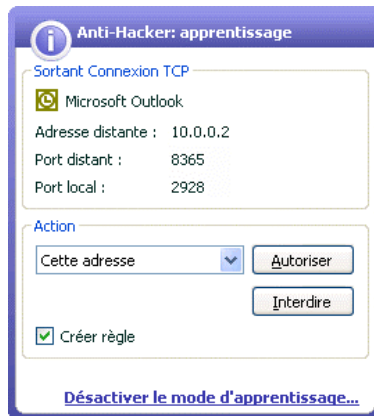 Anti-Hacker: apprentissage
Sortant Connexion TCP
Microsoft Outlook
Adresse distante : 10.0.0.2
Port distant : 8365
Port local : 2928
Action
Cette adresse
Autoriser
Interdire
Créer règle
Désactiver le mode d'apprentissage...